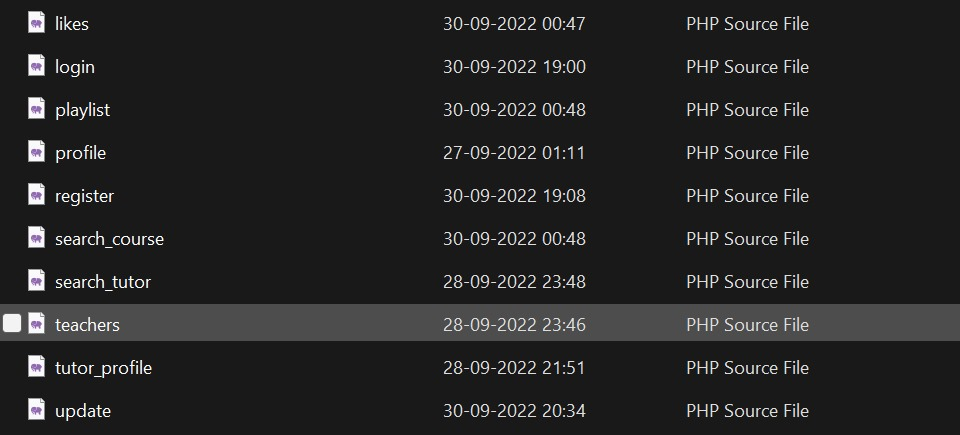 likes 30-09-2022 00:47 PHP Source File
login 30-09-2022 19:00 PHP Source File
playlist 30-09-2022 00:48 PHP Source File
profile 27-09-2022 01:11 PHP Source File
register 30-09-2022 19:08 PHP Source File
search_course 30-09-2022 00:48 PHP Source File
search_tutor 28-09-2022 23:48 PHP Source File
teachers 28-09-2022 23:46 PHP Source File
tutor_profile 28-09-2022 21:51 PHP Source File
update 30-09-2022 20:34 PHP Source File